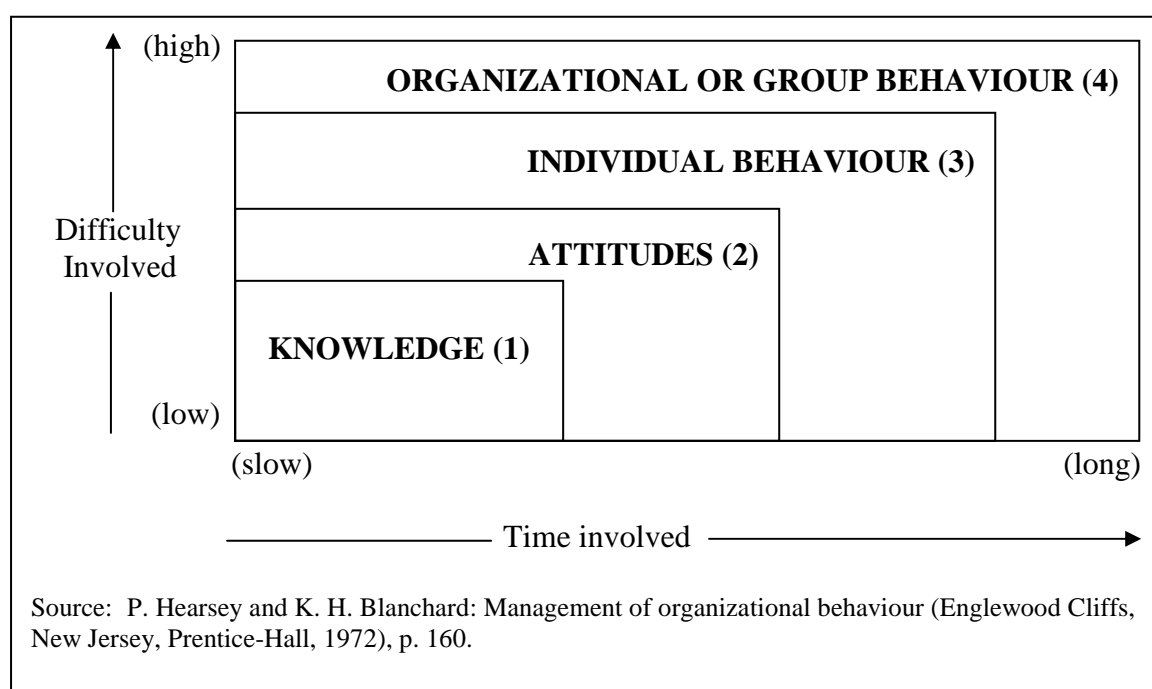 (high)
ORGANIZATIONAL OR GROUP BEHAVIOUR (4)
INDIVIDUAL BEHAVIOUR (3)
Difficulty
Involved
ATTITUDES (2)
KNOWLEDGE (1)
(low)
(slow)
(long)
Time involved
Source: P. Hearsey and K. H. Blanchard: Management of organizational behaviour (Englewood Cliffs,
New Jersey, Prentice-Hall, 1972), p. 160.